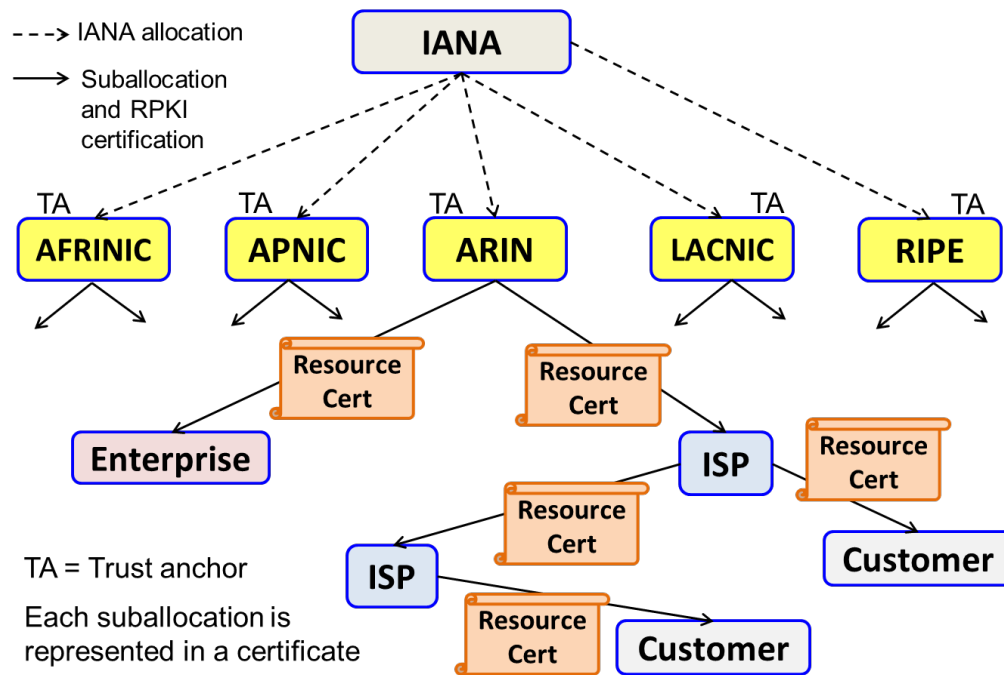 IANA allocation
Suballocation
and RPKI
certification
IANA
TA
TA
TA
TA
TA
AFRINIC
APNIC
ARIN
LACNIC
RIPE
Resource
Cert
Resource
Cert
Enterprise
ISP
Resource
Cert
Resource
Cert
Customer
ISP
Resource
Cert
Customer
TA = Trust anchor
Each suballocation is
represented in a certificate